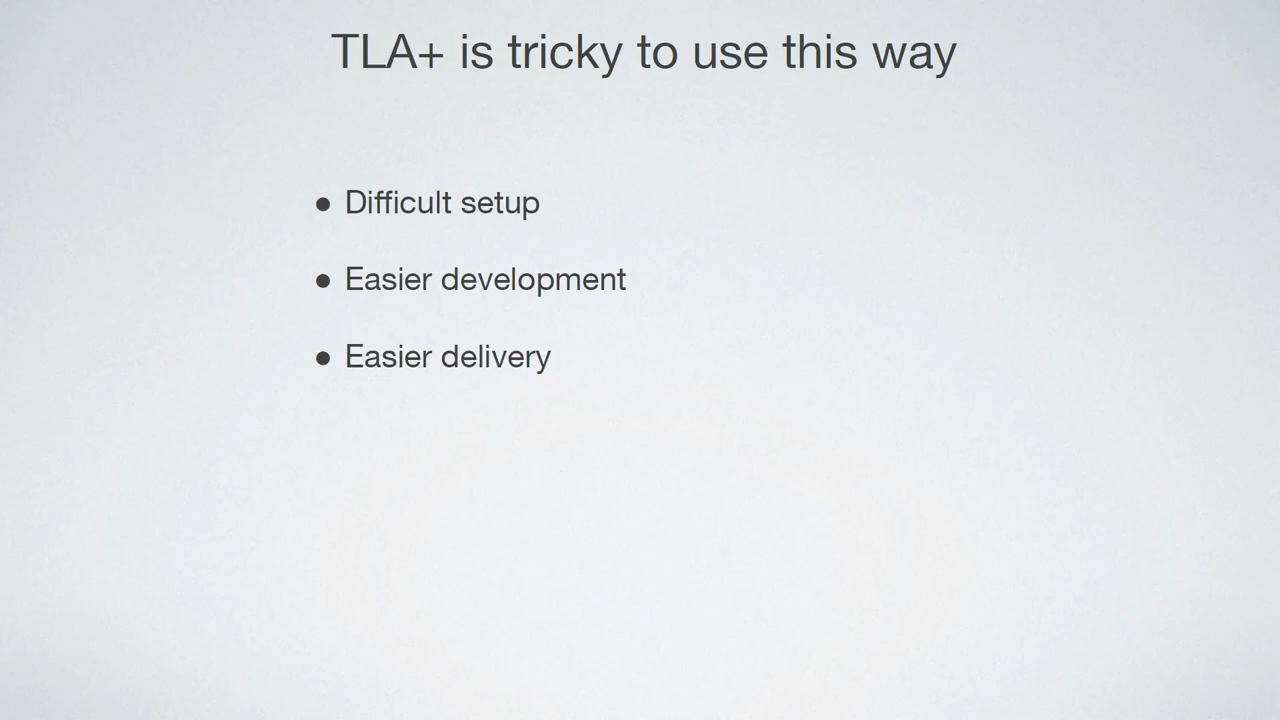 TLA+ is tricky to use this way
● Difficult setup
● Easier development
● Easier delivery